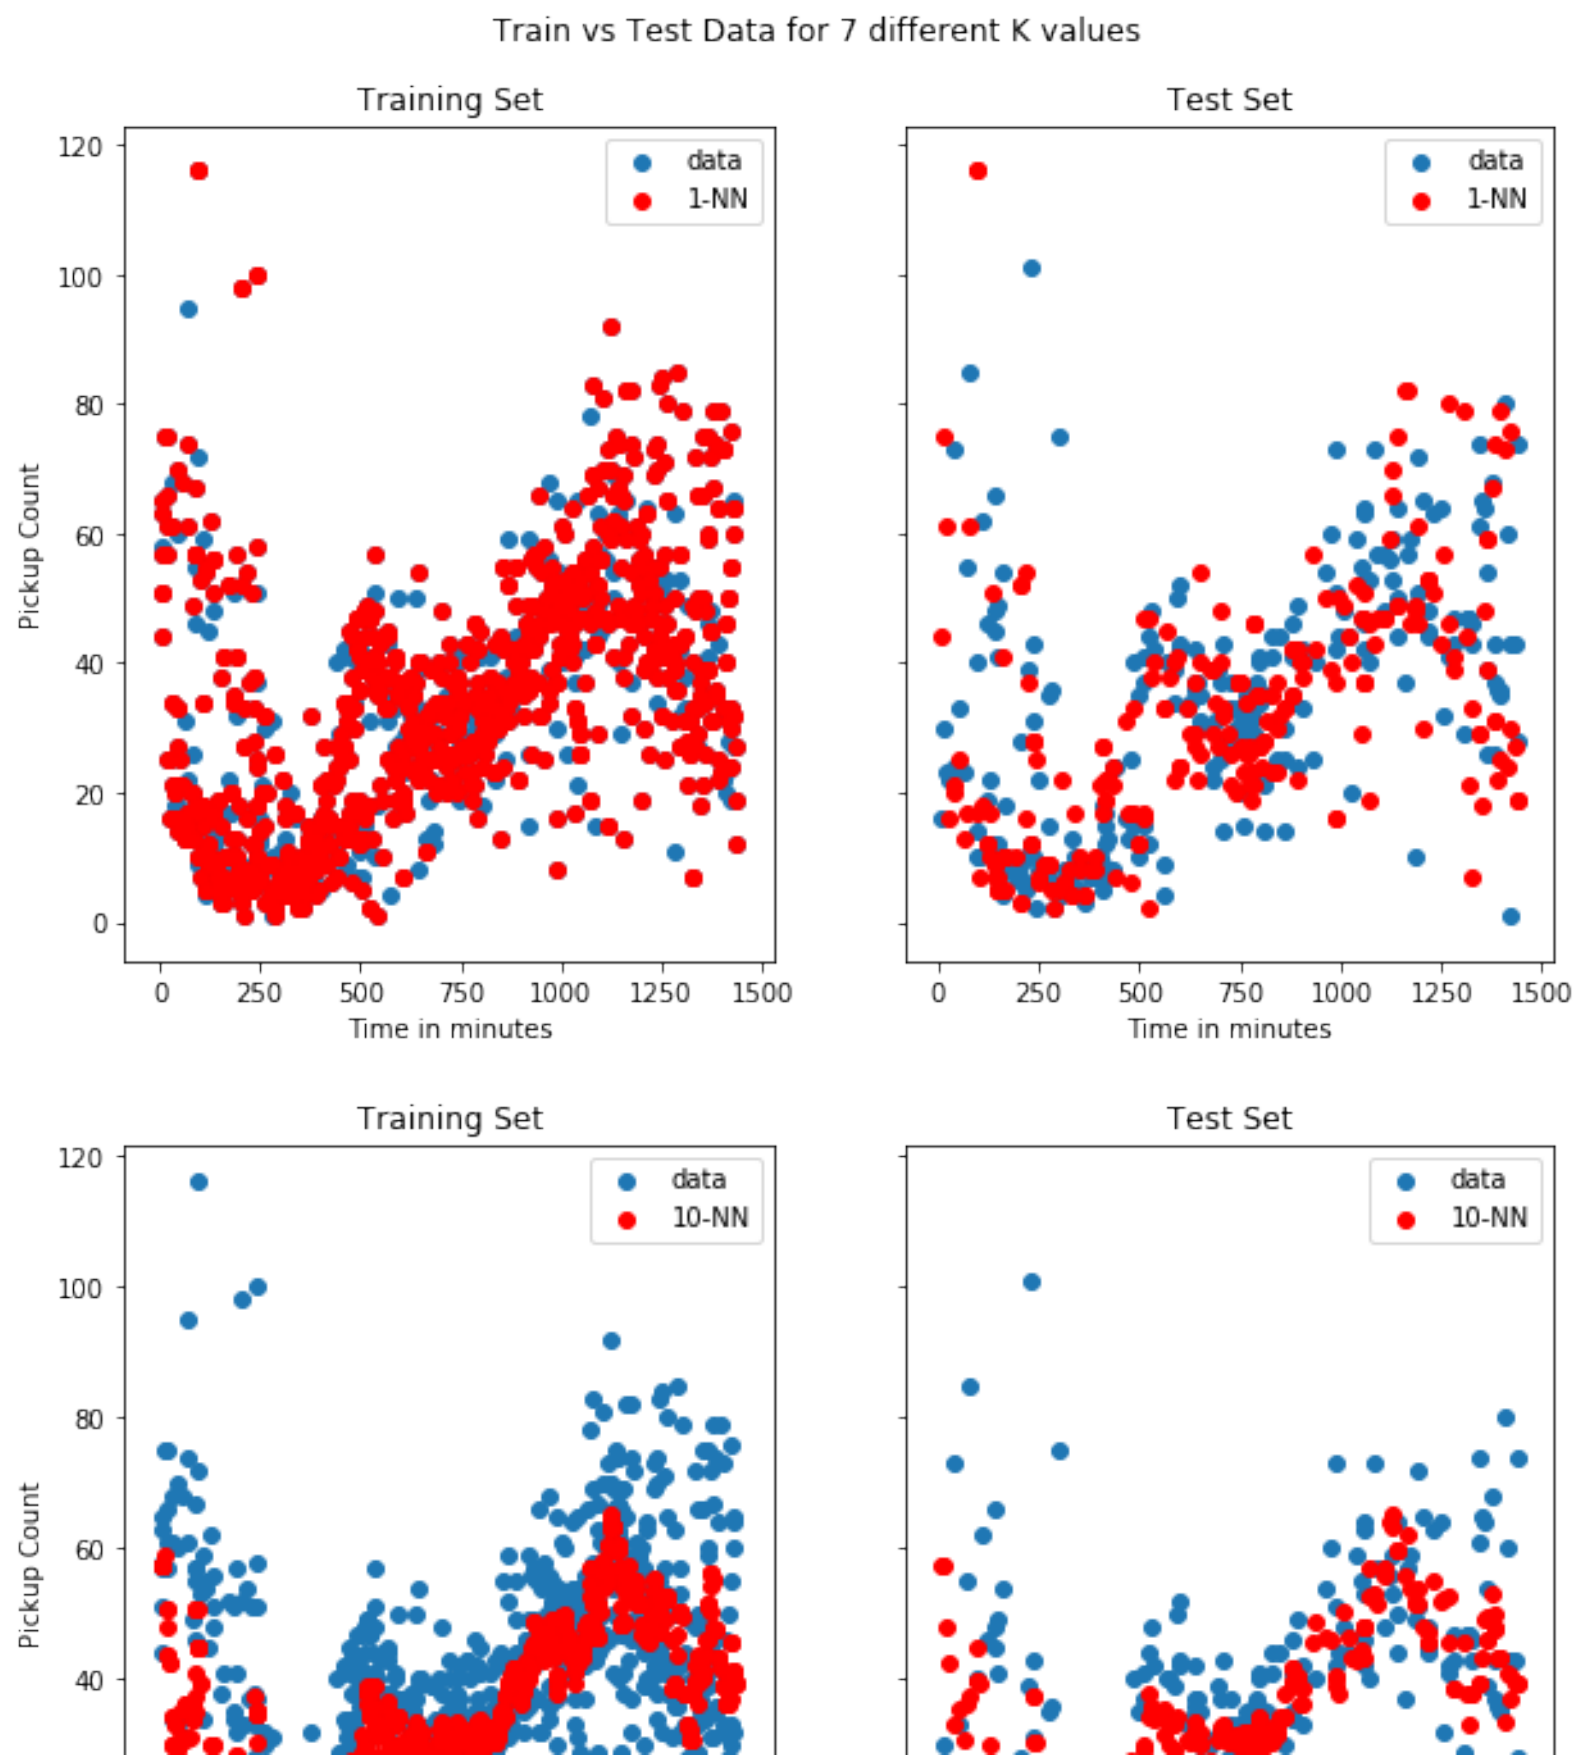 Train vs Test Data for 7 different K values
Training Set
Test Set
data
1-NN
data
1-NN
Pickup Count
120
100
80
60
40
20
0
0 250 500 750 1000 1250 1500
0 250 500 750 1000 1250 1500
Time in minutes
Time in minutes
Training Set
Test Set
data
10-NN
data
10-NN
Pickup Count
120
100
80
60
40